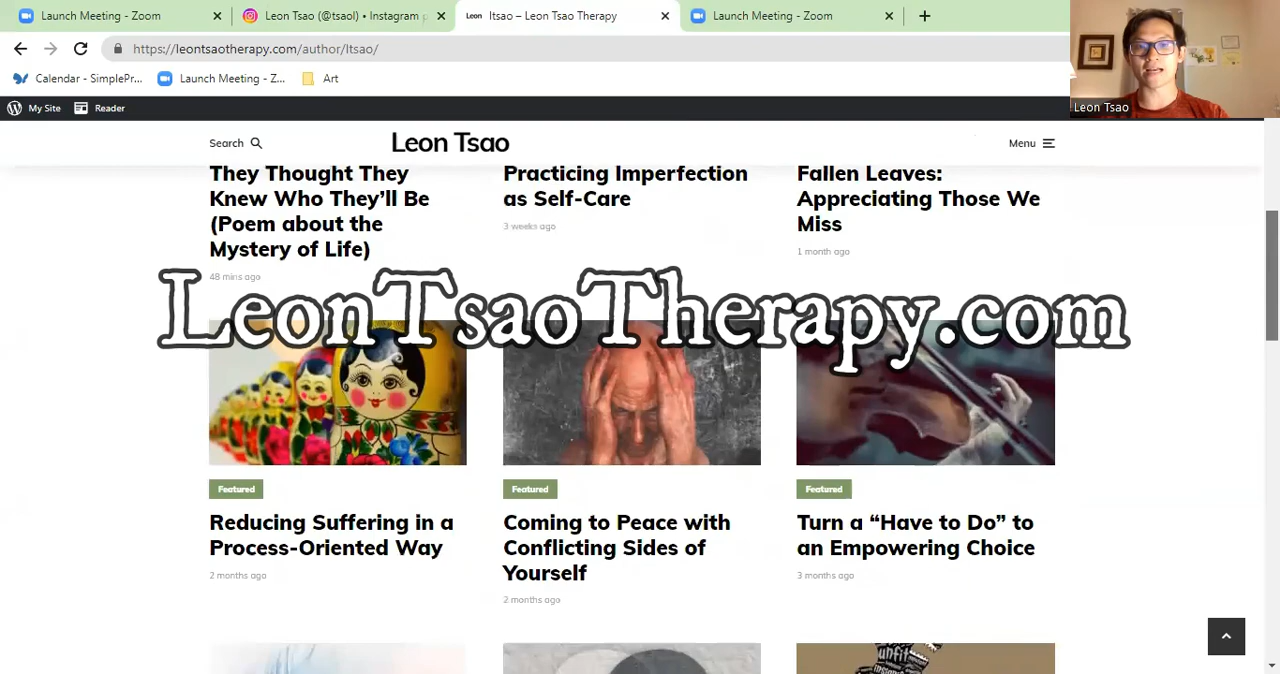 Launch Meeting - Zoom
Leon Tsao (@tsaol) • Instagram p
Leon
ltsao – Leon Tsao Therapy
Launch Meeting - Zoom
https://leontsaotherapy.com/author/ltsao/
Calendar - SimplePr...
Launch Meeting - Z...
Art
Leon Tsao
My Site
Reader
Search
Leon Tsao
Menu
They Thought They
Knew Who They’ll Be
(Poem about the
Mystery of Life)
48 mins ago
Practicing Imperfection
as Self-Care
3 weeks ago
Fallen Leaves:
Appreciating Those We
Miss
1 month ago
LeonTsaoTherapy.com
Featured
Reducing Suffering in a
Process-Oriented Way
2 months ago
Featured
Coming to Peace with
Conflicting Sides of
Yourself
2 months ago
Featured
Turn a “Have to Do” to
an Empowering Choice
3 months ago
unfit